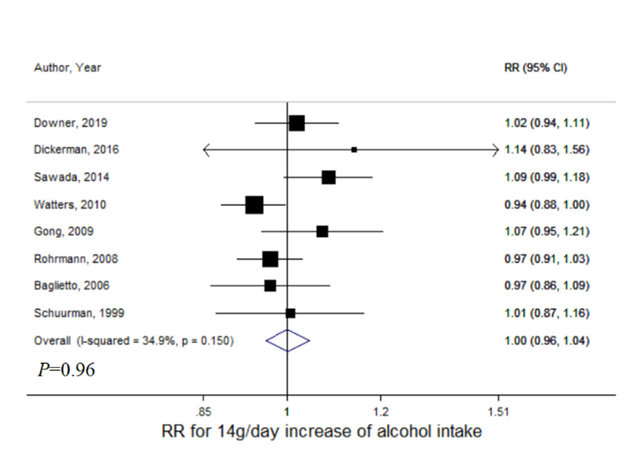 Author, Year RR (95% CI)
Downer, 2019 1.02 (0.94, 1.11)
Dickerman, 2016 1.14 (0.83, 1.56)
Sawada, 2014 1.09 (0.99, 1.18)
Watters, 2010 0.94 (0.88, 1.00)
Gong, 2009 1.07 (0.95, 1.21)
Rohrmann, 2008 0.97 (0.91, 1.03)
Baglietto, 2006 0.97 (0.86, 1.09)
Schuurman, 1999 1.01 (0.87, 1.16)
Overall (I-squared = 34.9%, p = 0.150) 1.00 (0.96, 1.04)
P=0.96
.85 1 1.2 1.51
RR for 14g/day increase of alcohol intake